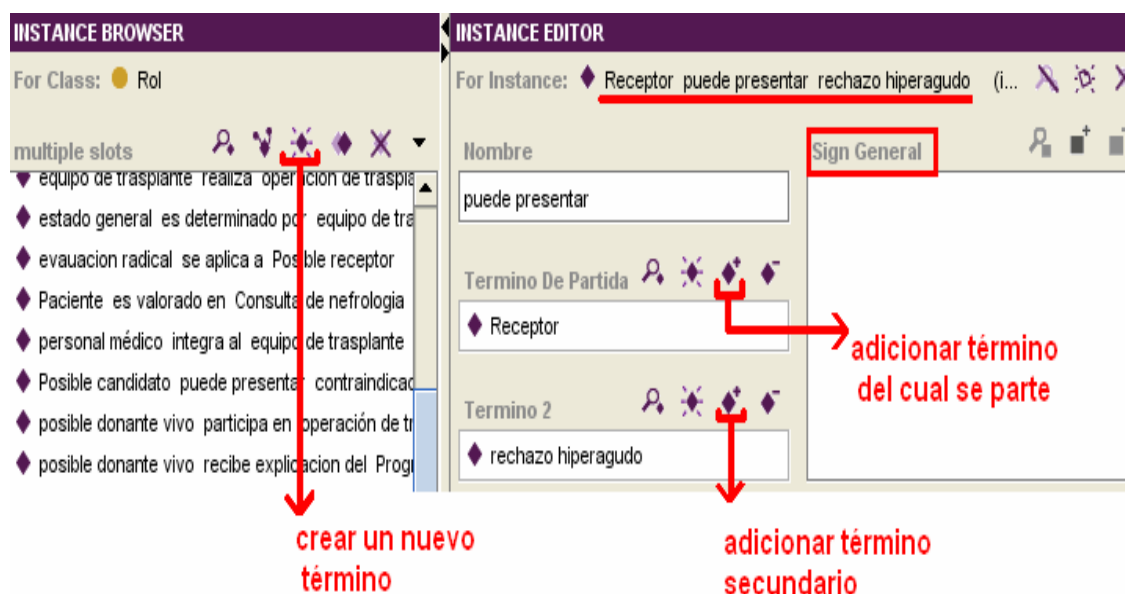 INSTANCE BROWSER
For Class: Rol
multiple slots
equipo de trasplante realiza operacion de traspla
estado general es determinado por equipo de tra
evauacion radical se aplica a Posible receptor
Paciente es valorado en Consulta de nefrologia
personal médico integra al equipo de trasplante
Posible candidato puede presentar contraindicac
posible donante vivo participa en operación de tr
posible donante vivo recibe explicacion del Progr
INSTANCE EDITOR
For Instance: Receptor puede presentar rechazo hiperagudo (i...
Nombre
puede presentar
Termino De Partida
Receptor
Termino 2
rechazo hiperagudo
Sign General
adicionar término
del cual se parte
crear un nuevo
término
adicionar término
secundario